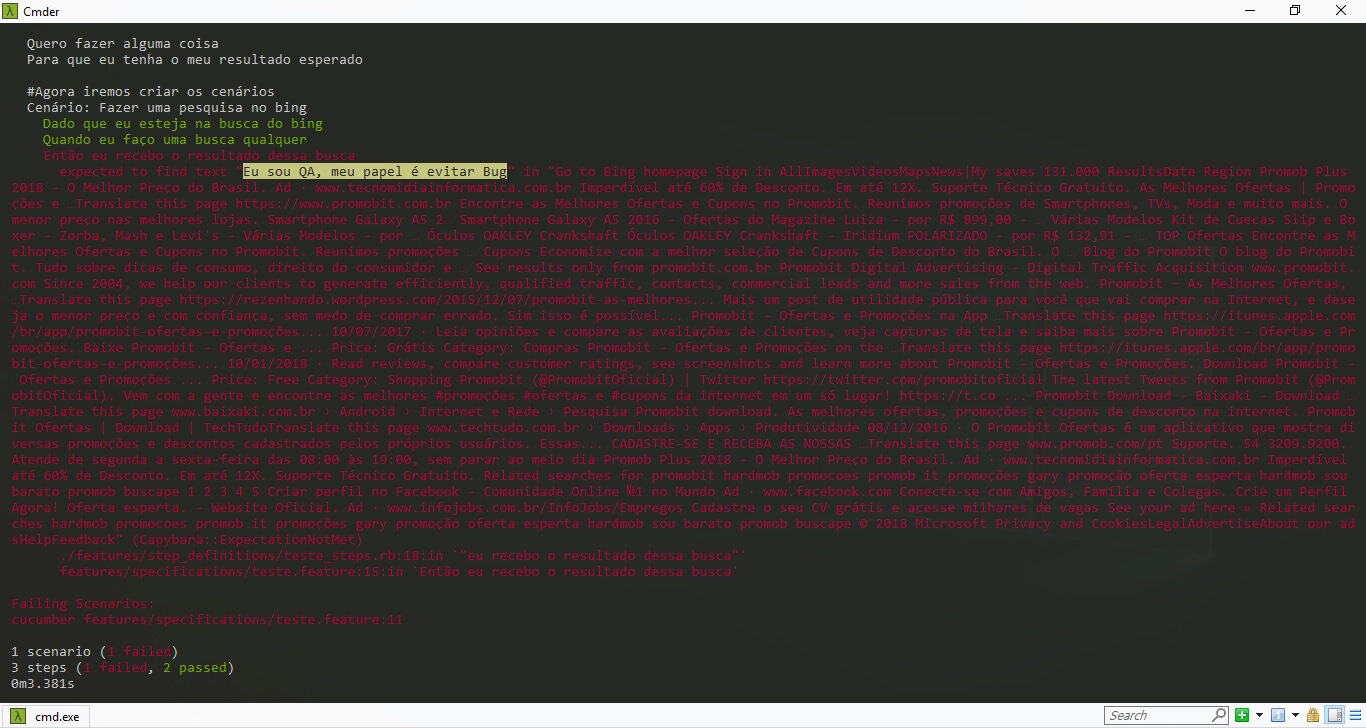 Cmder
Quero fazer alguma coisa
Para que eu tenha o meu resultado esperado
#Agora iremos criar os cenários
Cenário: Fazer uma pesquisa no bing
Dado que eu esteja na busca do bing
Quando eu faço uma busca qualquer
Então eu recebo o resultado dessa busca
expected to find text "Eu sou QA, meu papel é evitar Bug" in "Go to Bing homepage Sign in AllImagesVideosMapsNews|My saves 131.000 ResultsDate Region Promob Plus
2018 - O Melhor Preço do Brasil. Ad · www.tecnomidiainformatica.com.br Imperdível até 60% de Desconto. Em até 12X. Suporte Técnico Gratuito. As Melhores Ofertas | Promo
ções e .Translate this page https://www.promobit.com.br Encontre as Melhores Ofertas e Cupons no Promobit. Reunimos promoções de Smartphones, TVs, Moda e muito mais. O
menor preço nas melhores lojas. Smartphone Galaxy A5 2. Smartphone Galaxy A5 2016 - Ofertas do Magazine Luiza - por R$ 899,00 - . Várias Modelos Kit de Cuecas Slip e Bo
xer - Zorba, Mash e Levi's - Várias Modelos - por . Óculos OAKLEY Crankshaft Óculos OAKLEY Crankshaft - Iridium POLARIZADO - por R$ 132,91 - . TOP Ofertas Encontre as M
elhores Ofertas e Cupons no Promobit. Reunimos promoções . Cupons Economize com a melhor seleção de Cupons de Desconto do Brasil. O . Blog do Promobit O blog do Promobi
t. Tudo sobre dicas de consumo, direito do consumidor e . See results only from promobit.com.br Promobit Digital Advertising - Digital Traffic Acquisition www.promobit.
com Since 2004, we help our clients to generate efficiently, qualified traffic, contacts, commercial leads and more sales from the web. Promobit – As Melhores Ofertas,
.Translate this page https://rezenhando.wordpress.com/2015/12/07/promobit-as-melhores... Mais um post de utilidade pública para você que vai comprar na Internet, e dese
ja o menor preço e com confiança, sem medo de comprar errado. Sim isso é possível... Promobit - Ofertas e Promoções na App .Translate this page https://itunes.apple.com
/br/app/promobit-ofertas-e-promoções... 10/07/2017 · Leia opiniões e compare as avaliações de clientes, veja capturas de tela e saiba mais sobre Promobit - Ofertas e Pr
omoções. Baixe Promobit - Ofertas e ... Price: Grátis Category: Compras Promobit - Ofertas e Promoções on the .Translate this page https://itunes.apple.com/br/app/promo
bit-ofertas-e-promoções... 10/01/2018 · Read reviews, compare customer ratings, see screenshots and learn more about Promobit - Ofertas e Promoções. Download Promobit -
Ofertas e Promoções ... Price: Free Category: Shopping Promobit (@PromobitOficial) | Twitter https://twitter.com/promobitoficial The latest Tweets from Promobit (@Prom
obitOficial). Vem com a gente e encontre as melhores #promoções #ofertas e #cupons da internet em um só lugar! https://t.co ... Promobit Download - Baixaki - Download .
Translate this page www.baixaki.com.br › Android › Internet e Rede › Pesquisa Promobit download. As melhores ofertas, promoções e cupons de desconto na internet. Promob
it Ofertas | Download | TechTudoTranslate this page www.techtudo.com.br › Downloads › Apps › Produtividade 08/12/2016 · O Promobit Ofertas é um aplicativo que mostra di
versas promoções e descontos cadastrados pelos próprios usuários. Essas... CADASTRE-SE E RECEBA AS NOSSAS .Translate this page www.promob.com/pt Suporte. 54 3209.9200.
Atende de segunda a sexta-feira das 08:00 às 19:00, sem parar ao meio dia Promob Plus 2018 - O Melhor Preço do Brasil. Ad · www.tecnomidiainformatica.com.br Imperdível
até 60% de Desconto. Em até 12X. Suporte Técnico Gratuito. Related searches for promobit hardmob promocoes promob it promoções gary promoção oferta esperta hardmob sou
barato promob buscape 1 2 3 4 5 Criar perfil no Facebook - Comunidade Online №1 no Mundo Ad · www.facebook.com Conecte-se com Amigos, Família e Colegas. Crie um Perfil
Agora! Oferta esperta. - Website Oficial. Ad · www.infojobs.com.br/InfoJobs/Empregos Cadastre o seu CV grátis e acesse milhares de vagas See your ad here » Related sear
ches hardmob promocoes promob it promoções gary promoção oferta esperta hardmob sou barato promob buscape © 2018 Microsoft Privacy and CookiesLegalAdvertiseAbout our ad
sHelpFeedback" (Capybara::ExpectationNotMet)
./features/step_definitions/teste_steps.rb:18:in `"eu recebo o resultado dessa busca"'
features/specifications/teste.feature:15:in `Então eu recebo o resultado dessa busca'
Failing Scenarios:
cucumber features/specifications/teste.feature:11
1 scenario (1 failed)
3 steps (1 failed, 2 passed)
0m3.381s
cmd.exe
Search